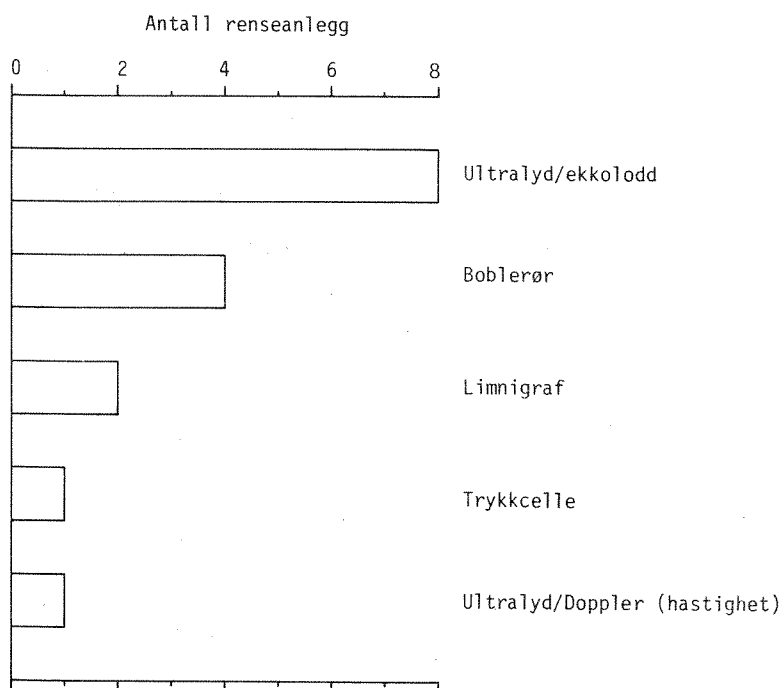 Antall renseanlegg
0 2 4 6 8
Ultralyd/ekkolodd
Boblerør
Limnigraf
Trykkcelle
Ultralyd/Doppler (hastighet)